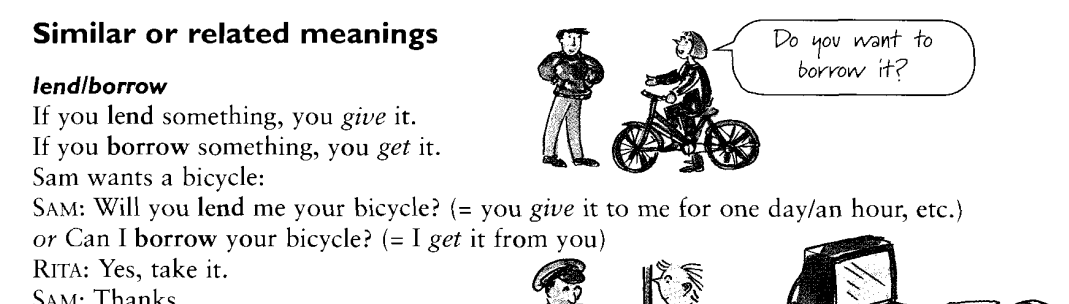 Similar or related meanings
Do you want to
borrow it?
lend/borrow
If you lend something, you give it.
If you borrow something, you get it.
Sam wants a bicycle:
SAM: Will you lend me your bicycle? (= you give it to me for one day/an hour, etc.)
or Can I borrow your bicycle? (= I get it from you)
RITA: Yes, take it.
SAM: Thanks